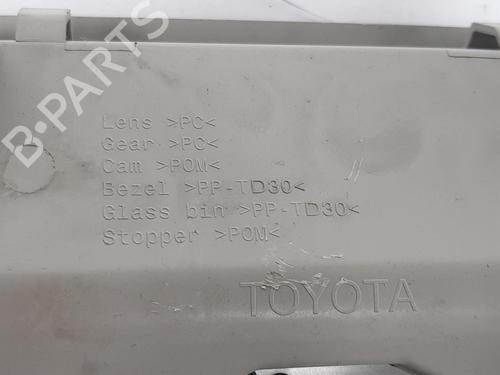 Lens >PC<
Gear >PC<
Cam >POM<
Bezel >PP-TD30<
Glass bin >PP-TD30<
Stopper >POM<
TOYOTA
B-PARTS